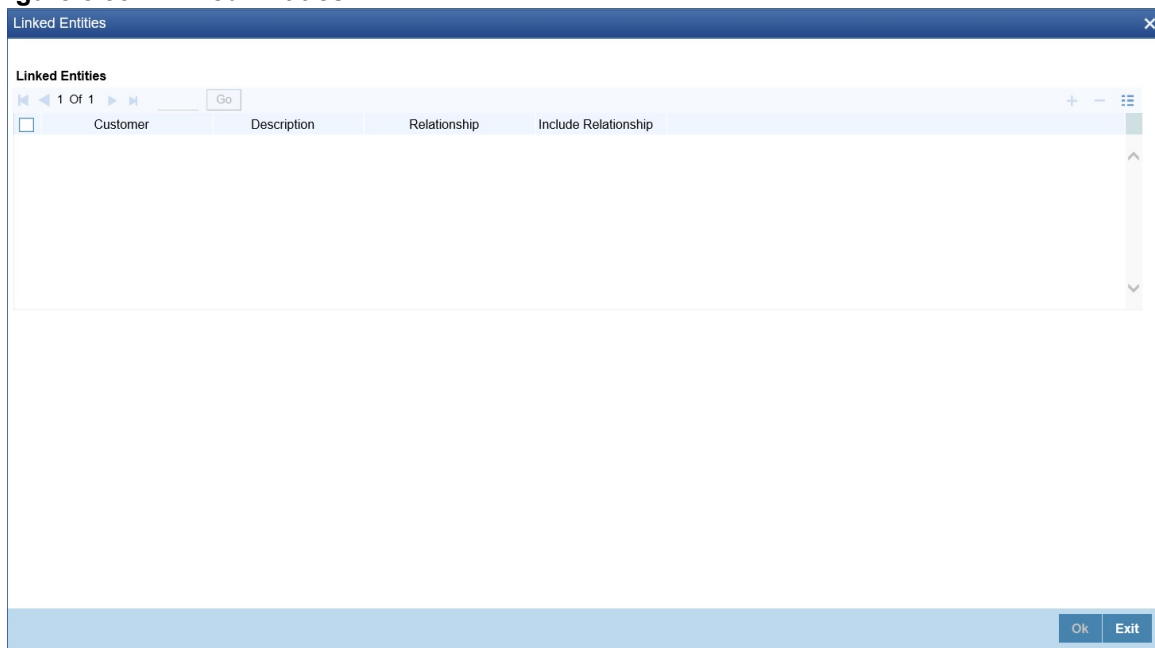 Linked Entities
Linked Entities
1 Of 1 Go
Customer Description Relationship Include Relationship
Ok Exit